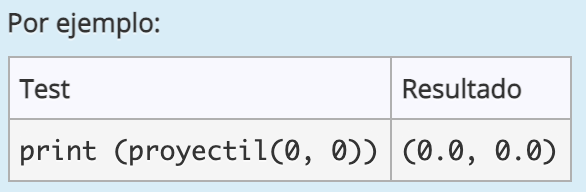 Por ejemplo:
Test Resultado
print (proyectil(0, 0)) (0.0, 0.0)